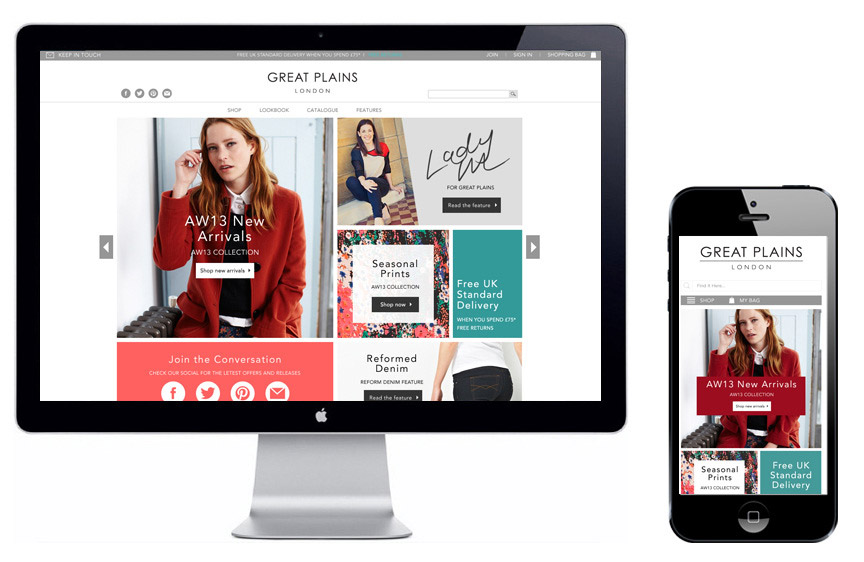 KEEP IN TOUCH
FREE UK STANDARD DELIVERY WHEN YOU SPEND £75*
JOIN | SIGN IN | SHOPPING BAG
GREAT PLAINS
LONDON
SHOP LOOKBOOK CATALOGUE FEATURES
AW13 New
Arrivals
AW13 COLLECTION
Shop new arrivals
Lady M
FOR GREAT PLAINS
Read the feature
Seasonal
Prints
AW13 COLLECTION
Shop now
Free UK
Standard
Delivery
WHEN YOU SPEND £75*
FREE RETURNS
Join the Conversation
CHECK OUR SOCIAL FOR THE LETEST OFFERS AND RELEASES
Reformed
Denim
REFORM DENIM FEATURE
Read the feature
GREAT PLAINS
LONDON
Find it Here...
SHOP
MY BAG
AW13 New Arrivals
AW13 COLLECTION
Shop new arrivals
Seasonal
Prints
AW13 COLLECTION
Free UK
Standard
Delivery